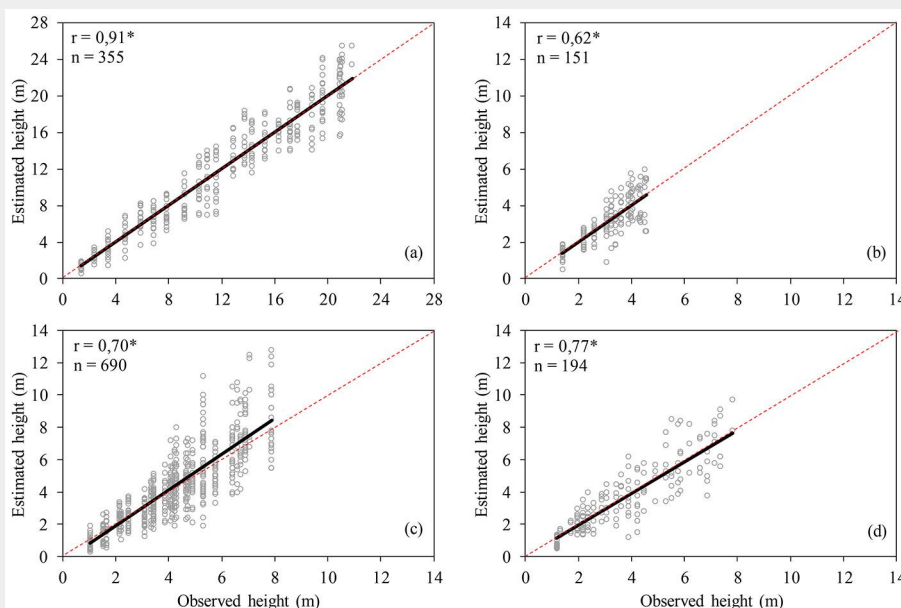 r = 0,91*
n = 355
28
24
20
16
12
8
4
0
Estimated height (m)
0 4 8 12 16 20 24 28
(a)
r = 0,62*
n = 151
14
12
10
8
6
4
2
0
Estimated height (m)
0 2 4 6 8 10 12 14
(b)
r = 0,70*
n = 690
14
12
10
8
6
4
2
0
Estimated height (m)
0 2 4 6 8 10 12 14
Observed height (m)
(c)
r = 0,77*
n = 194
14
12
10
8
6
4
2
0
Estimated height (m)
0 2 4 6 8 10 12 14
Observed height (m)
(d)